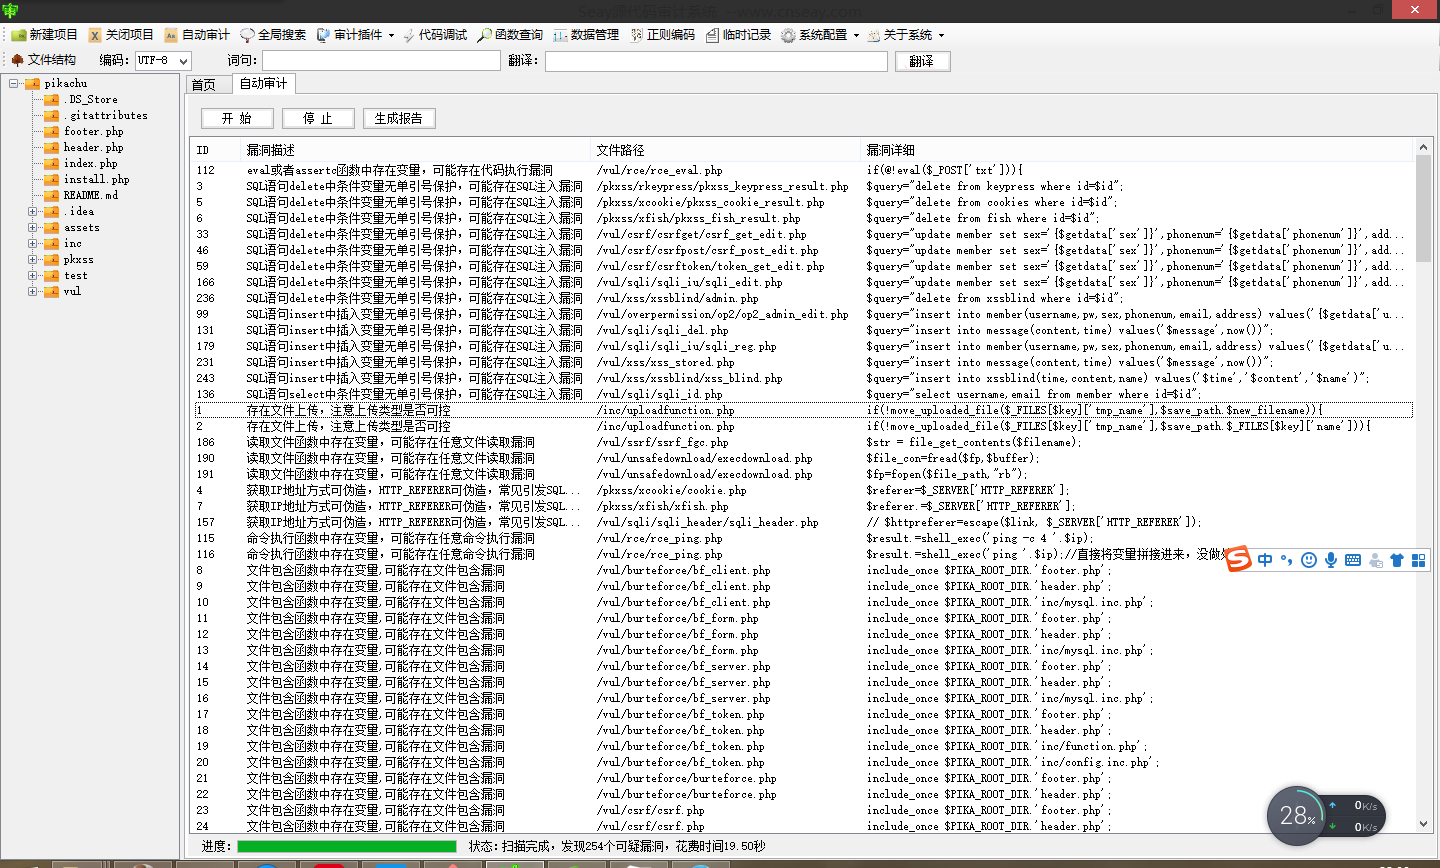 Seay源代码审计系统 --www.cnseay.com
新建项目 关闭项目 自动审计 全局搜索 审计插件 代码调试 函数查询 数据管理 正则编码 临时记录 系统配置 关于系统
文件结构 编码: UTF-8 词句: 翻译: 翻译
首页 自动审计
pikachu
.DS_Store
.gitattributes
footer.php
header.php
index.php
install.php
README.md
.idea
assets
inc
pkxss
test
vul
开 始 停 止 生成报告
ID 漏洞描述 文件路径 漏洞详细
112 eval或者assertc函数中存在变量，可能存在代码执行漏洞 /vul/rce/rce_eval.php if(@!eval($_POST['txt'])){
3 SQL语句delete中条件变量无单引号保护，可能存在SQL注入漏洞 /pkxss/rkeypress/pkxss_keypress_result.php $query="delete from keypress where id=$id";
5 SQL语句delete中条件变量无单引号保护，可能存在SQL注入漏洞 /pkxss/xcookie/pkxss_cookie_result.php $query="delete from cookies where id=$id";
6 SQL语句delete中条件变量无单引号保护，可能存在SQL注入漏洞 /pkxss/xfish/pkxss_fish_result.php $query="delete from fish where id=$id";
33 SQL语句delete中条件变量无单引号保护，可能存在SQL注入漏洞 /vul/csrf/csrfget/csrf_get_edit.php $query="update member set sex='{$getdata['sex']}',phonenum='{$getdata['phonenum']}',add...
46 SQL语句delete中条件变量无单引号保护，可能存在SQL注入漏洞 /vul/csrf/csrfpost/csrf_post_edit.php $query="update member set sex='{$getdata['sex']}',phonenum='{$getdata['phonenum']}',add...
59 SQL语句delete中条件变量无单引号保护，可能存在SQL注入漏洞 /vul/csrf/csrftoken/token_get_edit.php $query="update member set sex='{$getdata['sex']}',phonenum='{$getdata['phonenum']}',add...
166 SQL语句delete中条件变量无单引号保护，可能存在SQL注入漏洞 /vul/sqli/sqli_iu/sqli_edit.php $query="update member set sex='{$getdata['sex']}',phonenum='{$getdata['phonenum']}',add...
236 SQL语句delete中条件变量无单引号保护，可能存在SQL注入漏洞 /vul/xss/xssblind/admin.php $query="delete from xssblind where id=$id";
99 SQL语句insert中插入变量无单引号保护，可能存在SQL注入漏洞 /vul/overpermission/op2/op2_admin_edit.php $query="insert into member(username,pw,sex,phonenum,email,address) values('{$getdata['u...
131 SQL语句insert中插入变量无单引号保护，可能存在SQL注入漏洞 /vul/sqli/sqli_del.php $query="insert into message(content,time) values('$message',now())";
179 SQL语句insert中插入变量无单引号保护，可能存在SQL注入漏洞 /vul/sqli/sqli_iu/sqli_reg.php $query="insert into member(username,pw,sex,phonenum,email,address) values('{$getdata['u...
231 SQL语句insert中插入变量无单引号保护，可能存在SQL注入漏洞 /vul/xss/xss_stored.php $query="insert into message(content,time) values('$message',now())";
243 SQL语句insert中插入变量无单引号保护，可能存在SQL注入漏洞 /vul/xss/xssblind/xss_blind.php $query="insert into xssblind(time,content,name) values('$time','$content','$name')";
136 SQL语句select中条件变量无单引号保护，可能存在SQL注入漏洞 /vul/sqli/sqli_id.php $query="select username,email from member where id=$id";
1 存在文件上传，注意上传类型是否可控 /inc/uploadfunction.php if(!move_uploaded_file($_FILES[$key]['tmp_name'],$save_path.$new_filename)){
2 存在文件上传，注意上传类型是否可控 /inc/uploadfunction.php if(!move_uploaded_file($_FILES[$key]['tmp_name'],$save_path.$_FILES[$key]['name'])){
186 读取文件函数中存在变量，可能存在任意文件读取漏洞 /vul/ssrf/ssrf_fgc.php $str = file_get_contents($filename);
190 读取文件函数中存在变量，可能存在任意文件读取漏洞 /vul/unsafedownload/execdownload.php $file_con=fread($fp,$buffer);
191 读取文件函数中存在变量，可能存在任意文件读取漏洞 /vul/unsafedownload/execdownload.php $fp=fopen($file_path,"rb");
4 获取IP地址方式可伪造，HTTP_REFERER可伪造，常见引发SQL... /pkxss/xcookie/cookie.php $referer=$_SERVER['HTTP_REFERER'];
7 获取IP地址方式可伪造，HTTP_REFERER可伪造，常见引发SQL... /pkxss/xfish/xfish.php $referer.=$_SERVER['HTTP_REFERER'];
157 获取IP地址方式可伪造，HTTP_REFERER可伪造，常见引发SQL... /vul/sqli/sqli_header/sqli_header.php // $httpreferer=escape($link, $_SERVER['HTTP_REFERER']);
115 命令执行函数中存在变量，可能存在任意命令执行漏洞 /vul/rce/rce_ping.php $result.=shell_exec('ping -c 4 '.$ip);
116 命令执行函数中存在变量，可能存在任意命令执行漏洞 /vul/rce/rce_ping.php $result.=shell_exec('ping '.$ip);//直接将变量拼接进来，没做处
中
8 文件包含函数中存在变量,可能存在文件包含漏洞 /vul/burteforce/bf_client.php include_once $PIKA_ROOT_DIR.'footer.php';
9 文件包含函数中存在变量,可能存在文件包含漏洞 /vul/burteforce/bf_client.php include_once $PIKA_ROOT_DIR.'header.php';
10 文件包含函数中存在变量,可能存在文件包含漏洞 /vul/burteforce/bf_client.php include_once $PIKA_ROOT_DIR.'inc/mysql.inc.php';
11 文件包含函数中存在变量,可能存在文件包含漏洞 /vul/burteforce/bf_form.php include_once $PIKA_ROOT_DIR.'footer.php';
12 文件包含函数中存在变量,可能存在文件包含漏洞 /vul/burteforce/bf_form.php include_once $PIKA_ROOT_DIR.'header.php';
13 文件包含函数中存在变量,可能存在文件包含漏洞 /vul/burteforce/bf_form.php include_once $PIKA_ROOT_DIR.'inc/mysql.inc.php';
14 文件包含函数中存在变量,可能存在文件包含漏洞 /vul/burteforce/bf_server.php include_once $PIKA_ROOT_DIR.'footer.php';
15 文件包含函数中存在变量,可能存在文件包含漏洞 /vul/burteforce/bf_server.php include_once $PIKA_ROOT_DIR.'header.php';
16 文件包含函数中存在变量,可能存在文件包含漏洞 /vul/burteforce/bf_server.php include_once $PIKA_ROOT_DIR.'inc/mysql.inc.php';
17 文件包含函数中存在变量,可能存在文件包含漏洞 /vul/burteforce/bf_token.php include_once $PIKA_ROOT_DIR.'footer.php';
18 文件包含函数中存在变量,可能存在文件包含漏洞 /vul/burteforce/bf_token.php include_once $PIKA_ROOT_DIR.'header.php';
19 文件包含函数中存在变量,可能存在文件包含漏洞 /vul/burteforce/bf_token.php include_once $PIKA_ROOT_DIR.'inc/function.php';
20 文件包含函数中存在变量,可能存在文件包含漏洞 /vul/burteforce/bf_token.php include_once $PIKA_ROOT_DIR.'inc/config.inc.php';
21 文件包含函数中存在变量,可能存在文件包含漏洞 /vul/burteforce/burteforce.php include_once $PIKA_ROOT_DIR.'footer.php';
22 文件包含函数中存在变量,可能存在文件包含漏洞 /vul/burteforce/burteforce.php include_once $PIKA_ROOT_DIR.'header.php';
23 文件包含函数中存在变量,可能存在文件包含漏洞 /vul/csrf/csrf.php include_once $PIKA_ROOT_DIR.'footer.php';
24 文件包含函数中存在变量,可能存在文件包含漏洞 /vul/csrf/csrf.php include_once $PIKA_ROOT_DIR.'header.php';
28% 0K/s
0K/s
进度: 状态:扫描完成，发现254个可疑漏洞，花费时间19.50秒